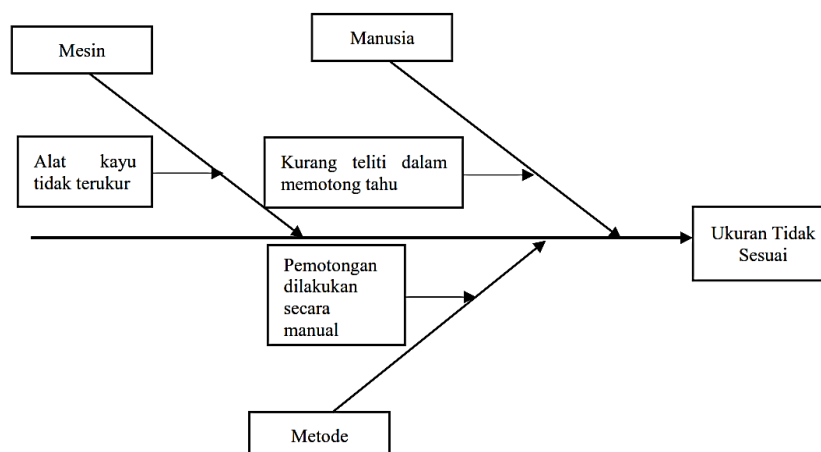 Mesin
Manusia
Alat kayu
tidak terukur
Kurang teliti dalam
memotong tahu
Ukuran Tidak
Sesuai
Pemotongan
dilakukan
secara
manual
Metode